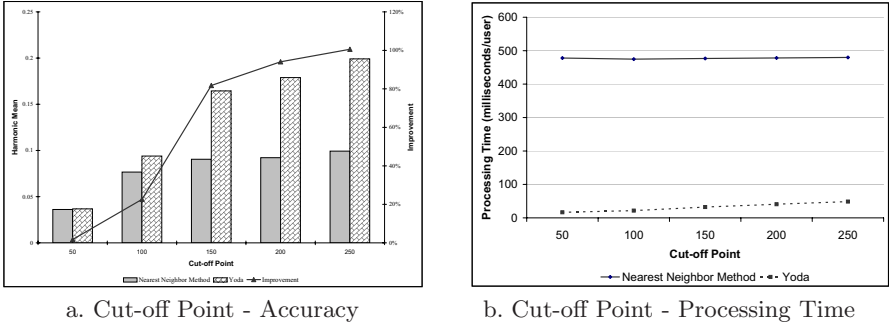 0.25
0.2
0.15
0.1
0.05
0
Harmonic Mean
120%
100%
80%
60%
40%
20%
0%
Improvement
50 100 150 200 250
Cut-off Point
Nearest Neighbor Method Yoda Improvement
a. Cut-off Point - Accuracy
600
500
400
300
200
100
0
Processing Time (milliseconds/user)
50 100 150 200 250
Cut-off Point
Nearest Neighbor Method Yoda
b. Cut-off Point - Processing Time